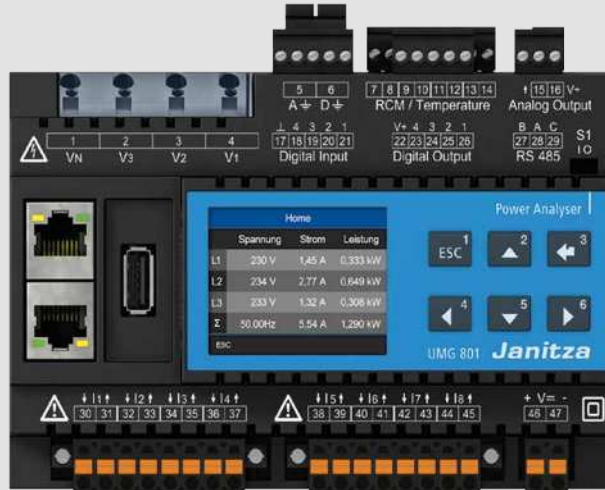 5 6
A D
7 8 9 10 11 12 13 14
RCM / Temperature
15 16 V+
Analog Output
1 2 3 4
VN V3 V2 V1
⊥ 4 3 2 1
17 18 19 20 21
Digital Input
V+ 4 3 2 1
22 23 24 25 26
Digital Output
B A C
27 28 29
RS 485
S1
I O
Home
Spannung Strom Leistung
L1 230 V 1,45 A 0,333 kW
L2 234 V 2,77 A 0,649 kW
L3 233 V 1,32 A 0,308 kW
Σ 50.00Hz 5.54 A 1,290 kW
ESC
Power Analyser
ESC 1
2
3
4
5
6
UMG 801 Janitza
I1 I2 I3 I4
30 31 32 33 34 35 36 37
I5 I6 I7 I8
38 39 40 41 42 43 44 45
+ V= -
46 47